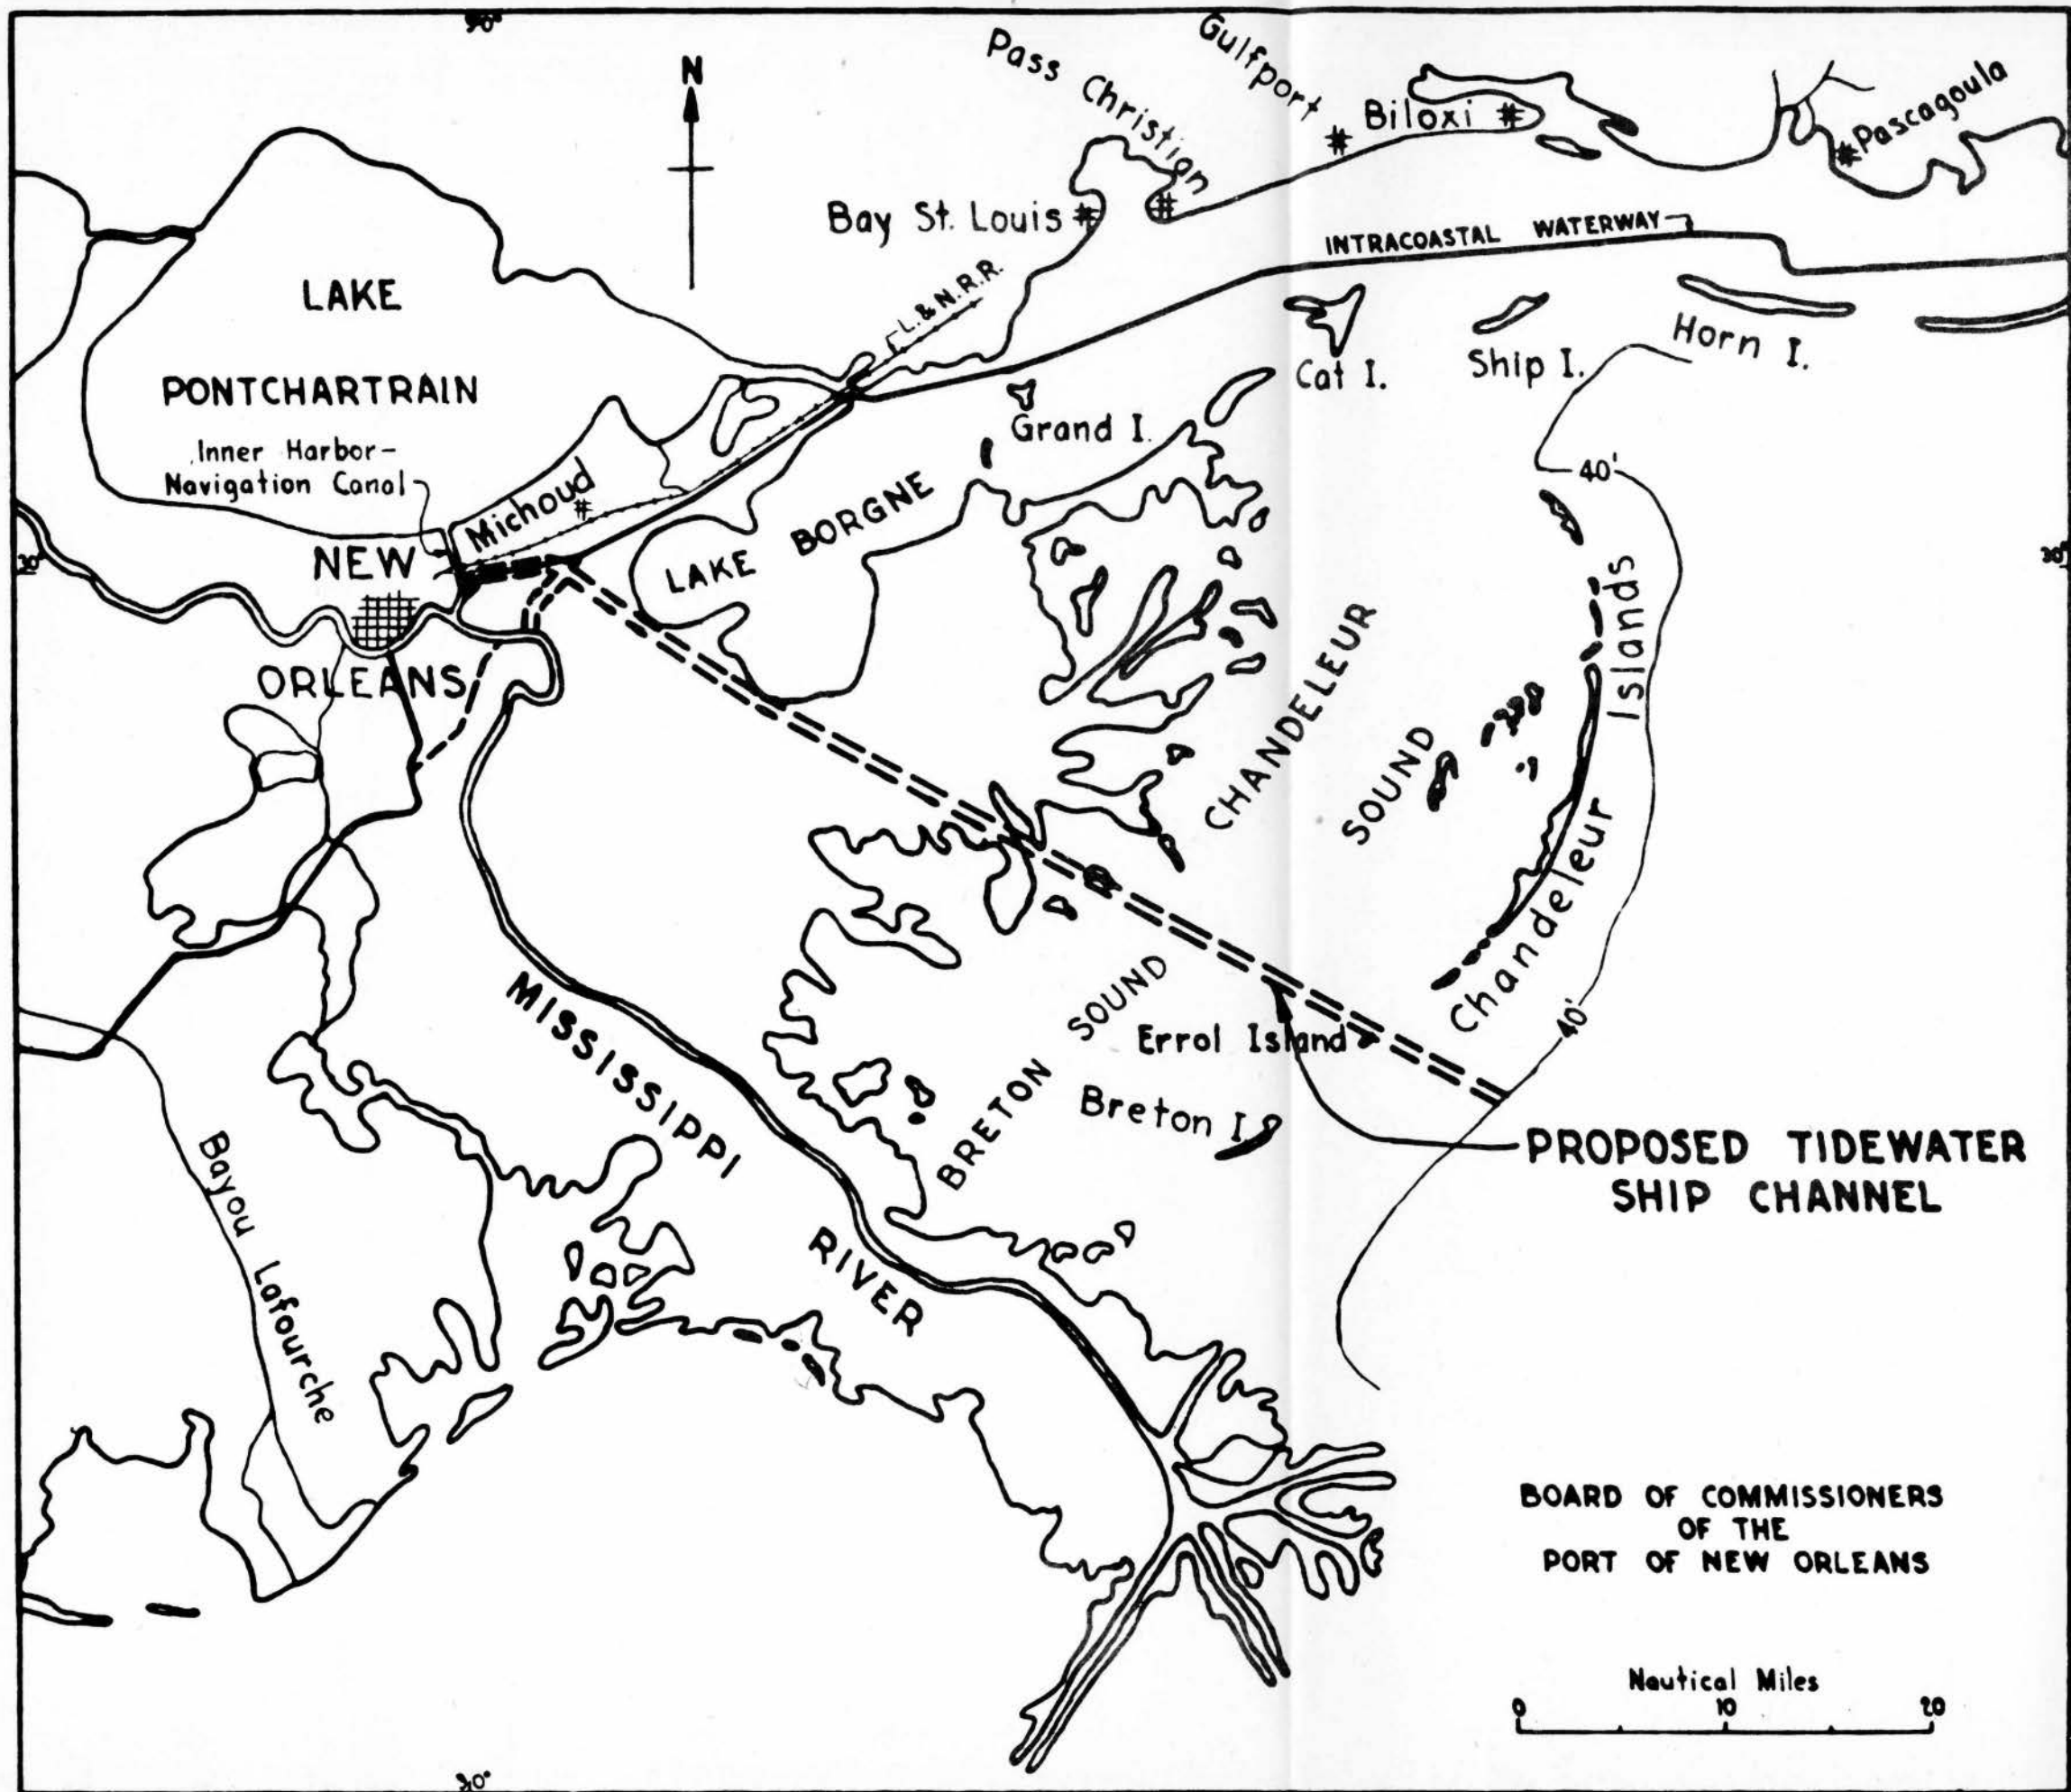 90°
N
Pass Christian
Gulfport
Biloxi
Pascagoula
Bay St. Louis
INTRACOASTAL WATERWAY
L. & N. R.R.
LAKE
PONTCHARTRAIN
Horn I.
Ship I.
Cat I.
Grand I.
Inner Harbor-
Navigation Canal
Michoud
40'
LAKE BORGNE
NEW
ORLEANS
30°
30°
CHANDELEUR
SOUND
Chandeleur Islands
40'
MISSISSIPPI
RIVER
BRETON SOUND
Errol Island
Breton I.
PROPOSED TIDEWATER
SHIP CHANNEL
Bayou Lafourche
BOARD OF COMMISSIONERS
OF THE
PORT OF NEW ORLEANS
Nautical Miles
0 10 20
90°